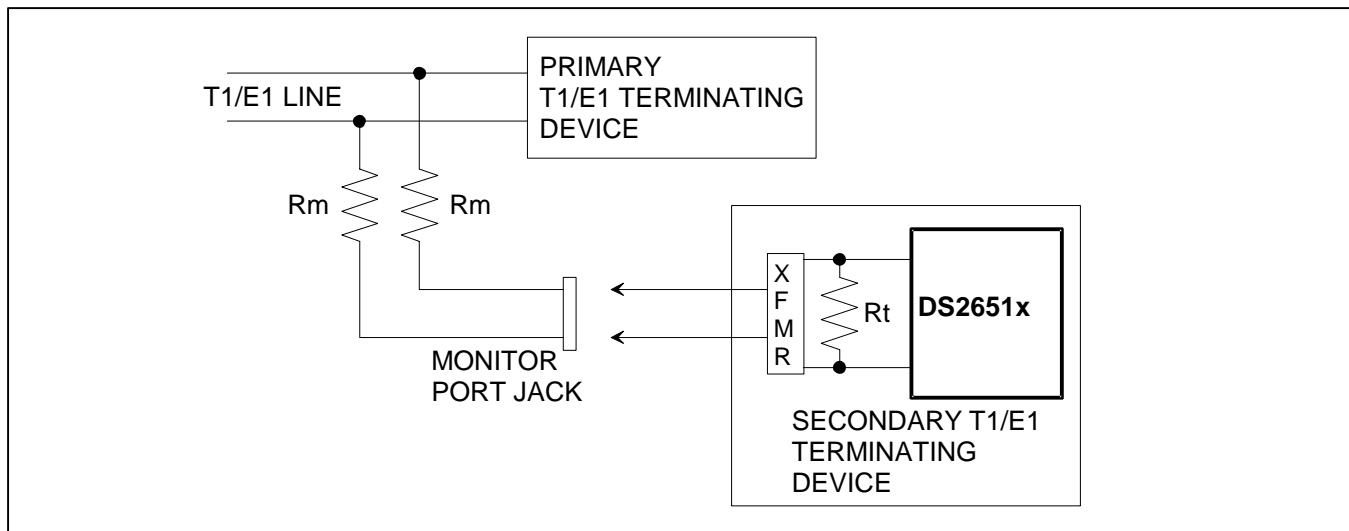 PRIMARY
T1/E1 TERMINATING
DEVICE
T1/E1 LINE
Rm
Rm
X
F
M
R
Rt
DS2651x
MONITOR
PORT JACK
SECONDARY T1/E1
TERMINATING
DEVICE